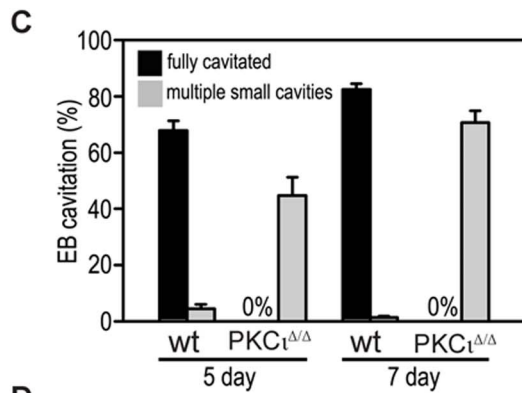 C
100
fully cavitated
multiple small cavities
80
60
40
20
0
EB cavitation (%)
0%
0%
wt PKCι^Δ/Δ wt PKCι^Δ/Δ
5 day 7 day